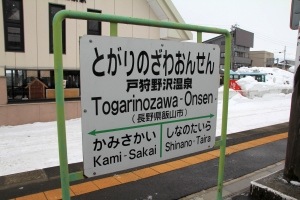 とがりのざわおんせん
戸狩野沢温泉
Togarinozawa-Onsen
(長野県飯山市)
かみさかい しなのたいら
Kami-Sakai Shinano-Taira